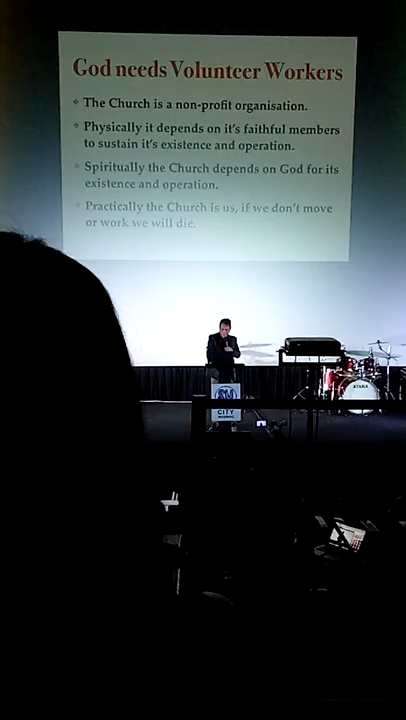 God needs Volunteer Workers
The Church is a non-profit organisation.
Physically it depends on it's faithful members
to sustain it's existence and operation.
Spiritually the Church depends on God for its
existence and operation.
Practically the Church is us, if we don't move
or work we will die.
TAMA
SM
CITY